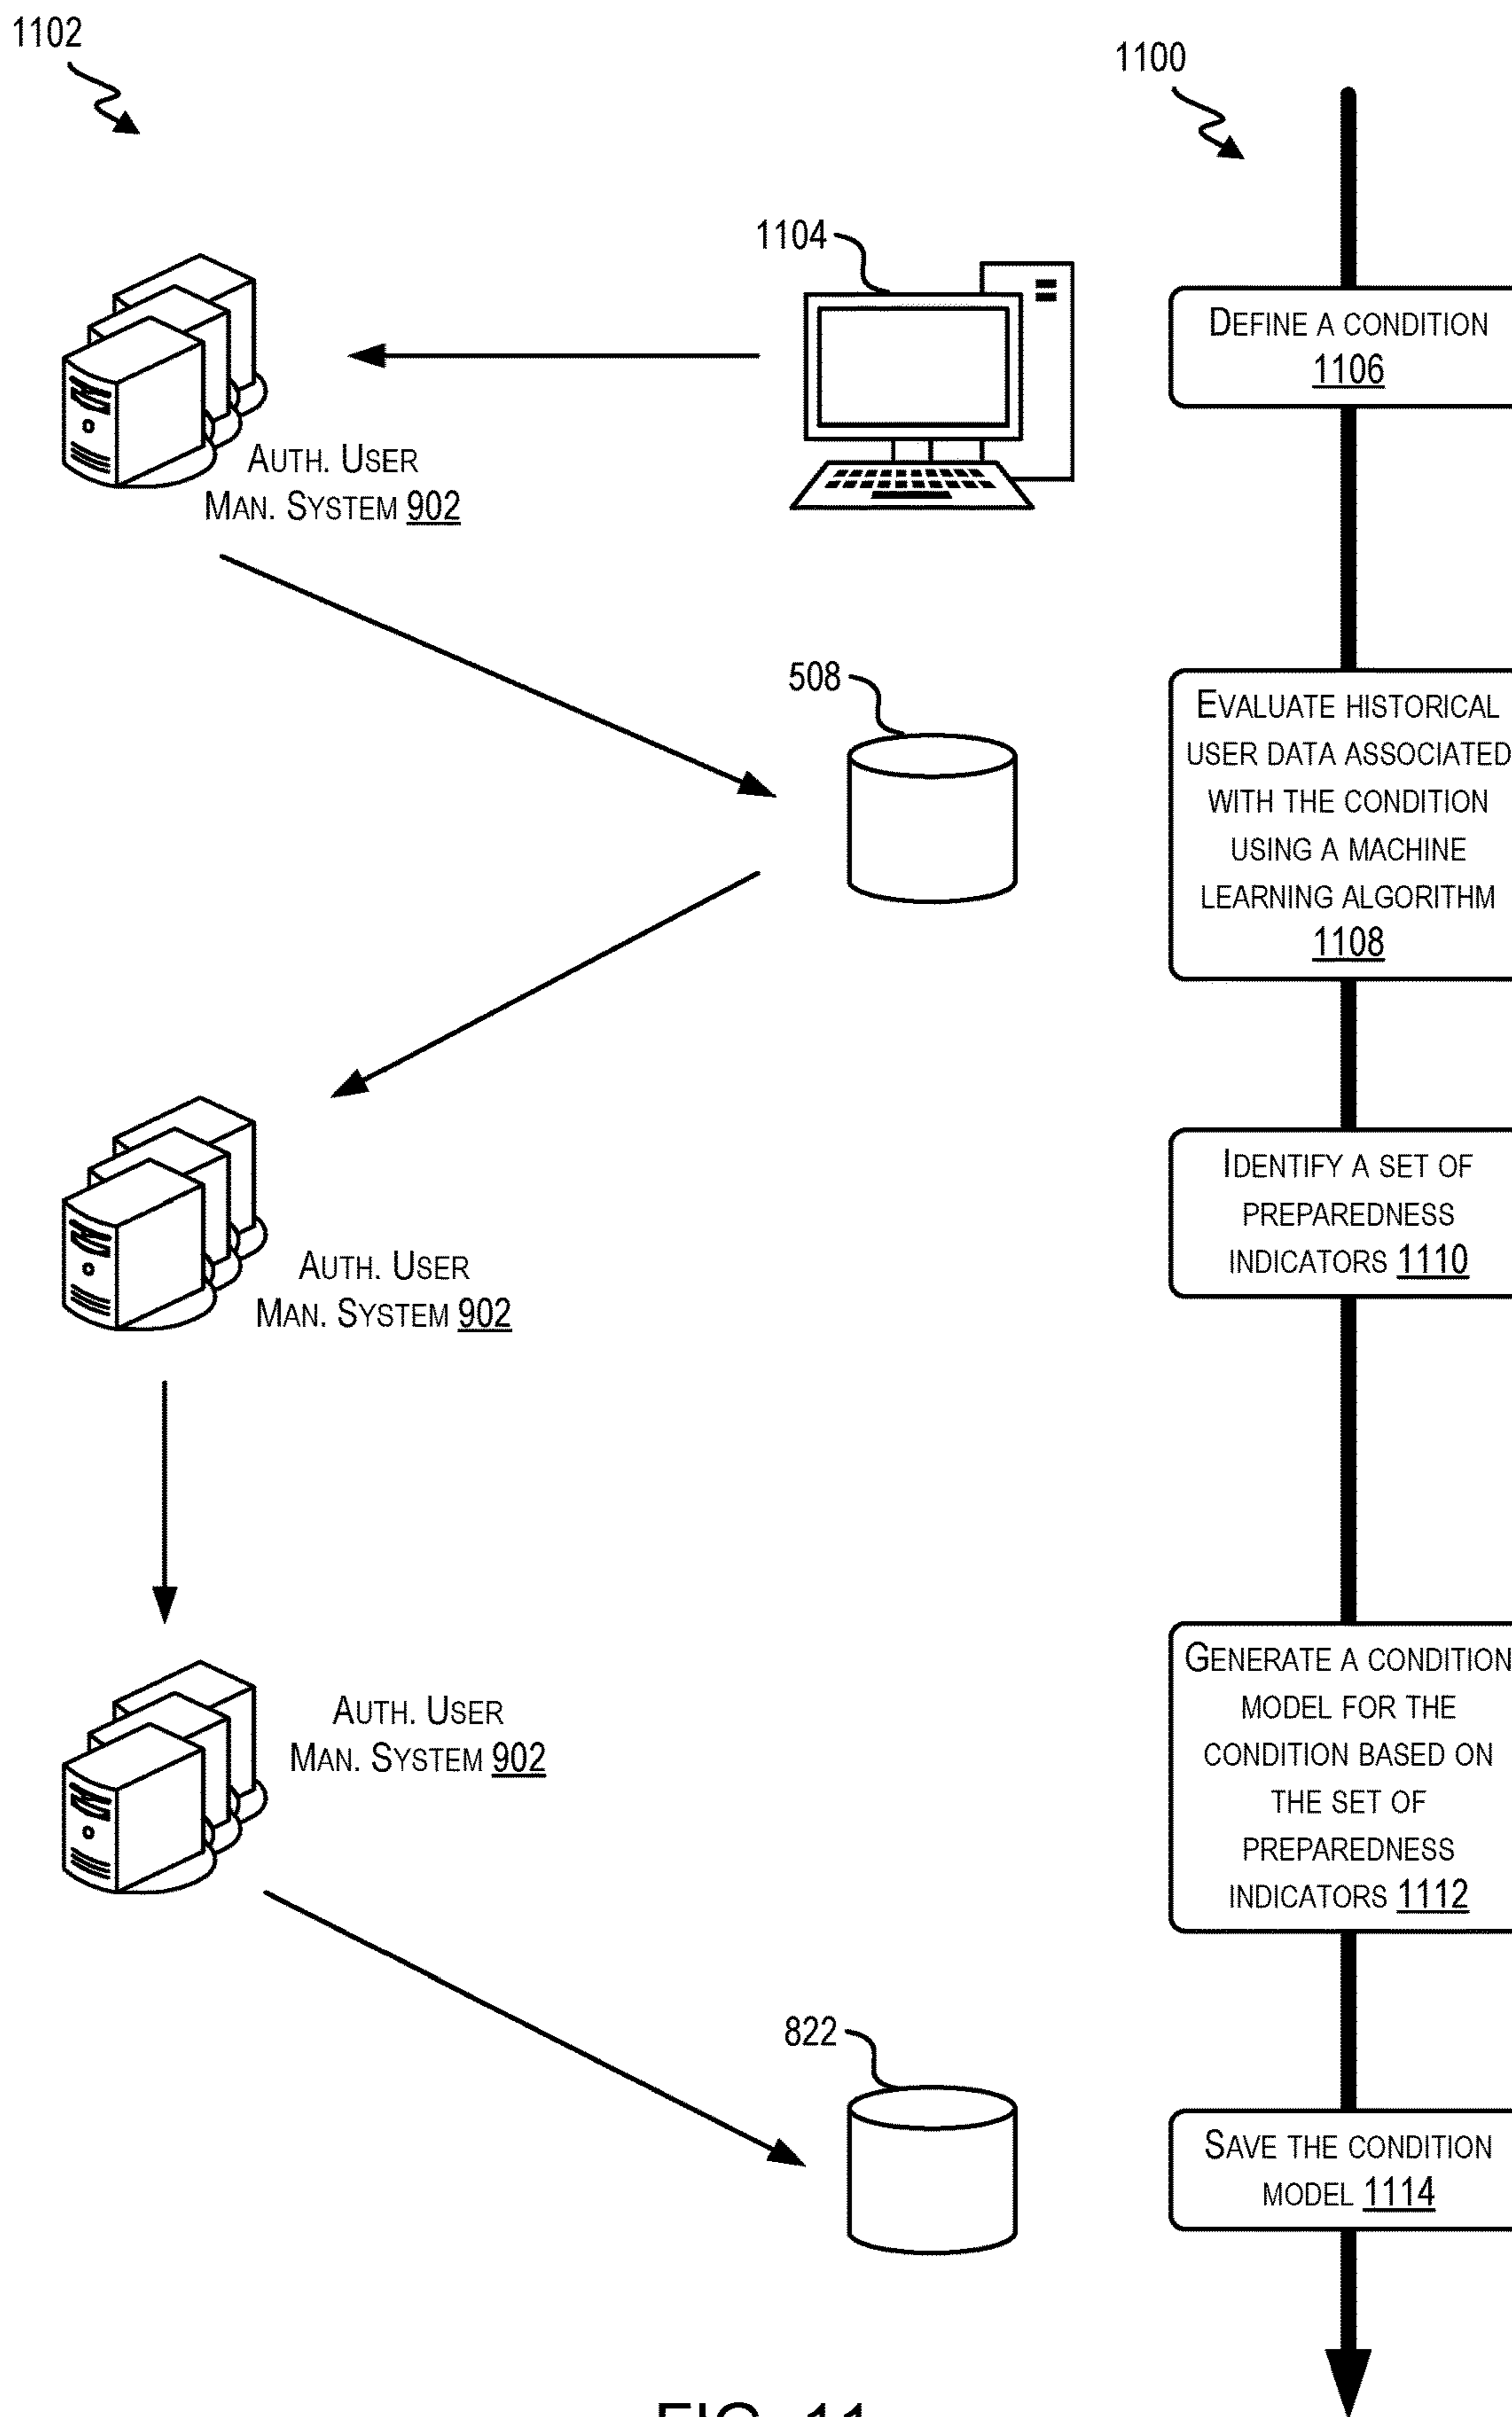 1102
1100
1104
DEFINE A CONDITION
1106
AUTH. USER
MAN. SYSTEM 902
508
EVALUATE HISTORICAL
USER DATA ASSOCIATED
WITH THE CONDITION
USING A MACHINE
LEARNING ALGORITHM
1108
AUTH. USER
MAN. SYSTEM 902
IDENTIFY A SET OF
PREPAREDNESS
INDICATORS 1110
AUTH. USER
MAN. SYSTEM 902
GENERATE A CONDITION
MODEL FOR THE
CONDITION BASED ON
THE SET OF
PREPAREDNESS
INDICATORS 1112
822
SAVE THE CONDITION
MODEL 1114
FIG. 11